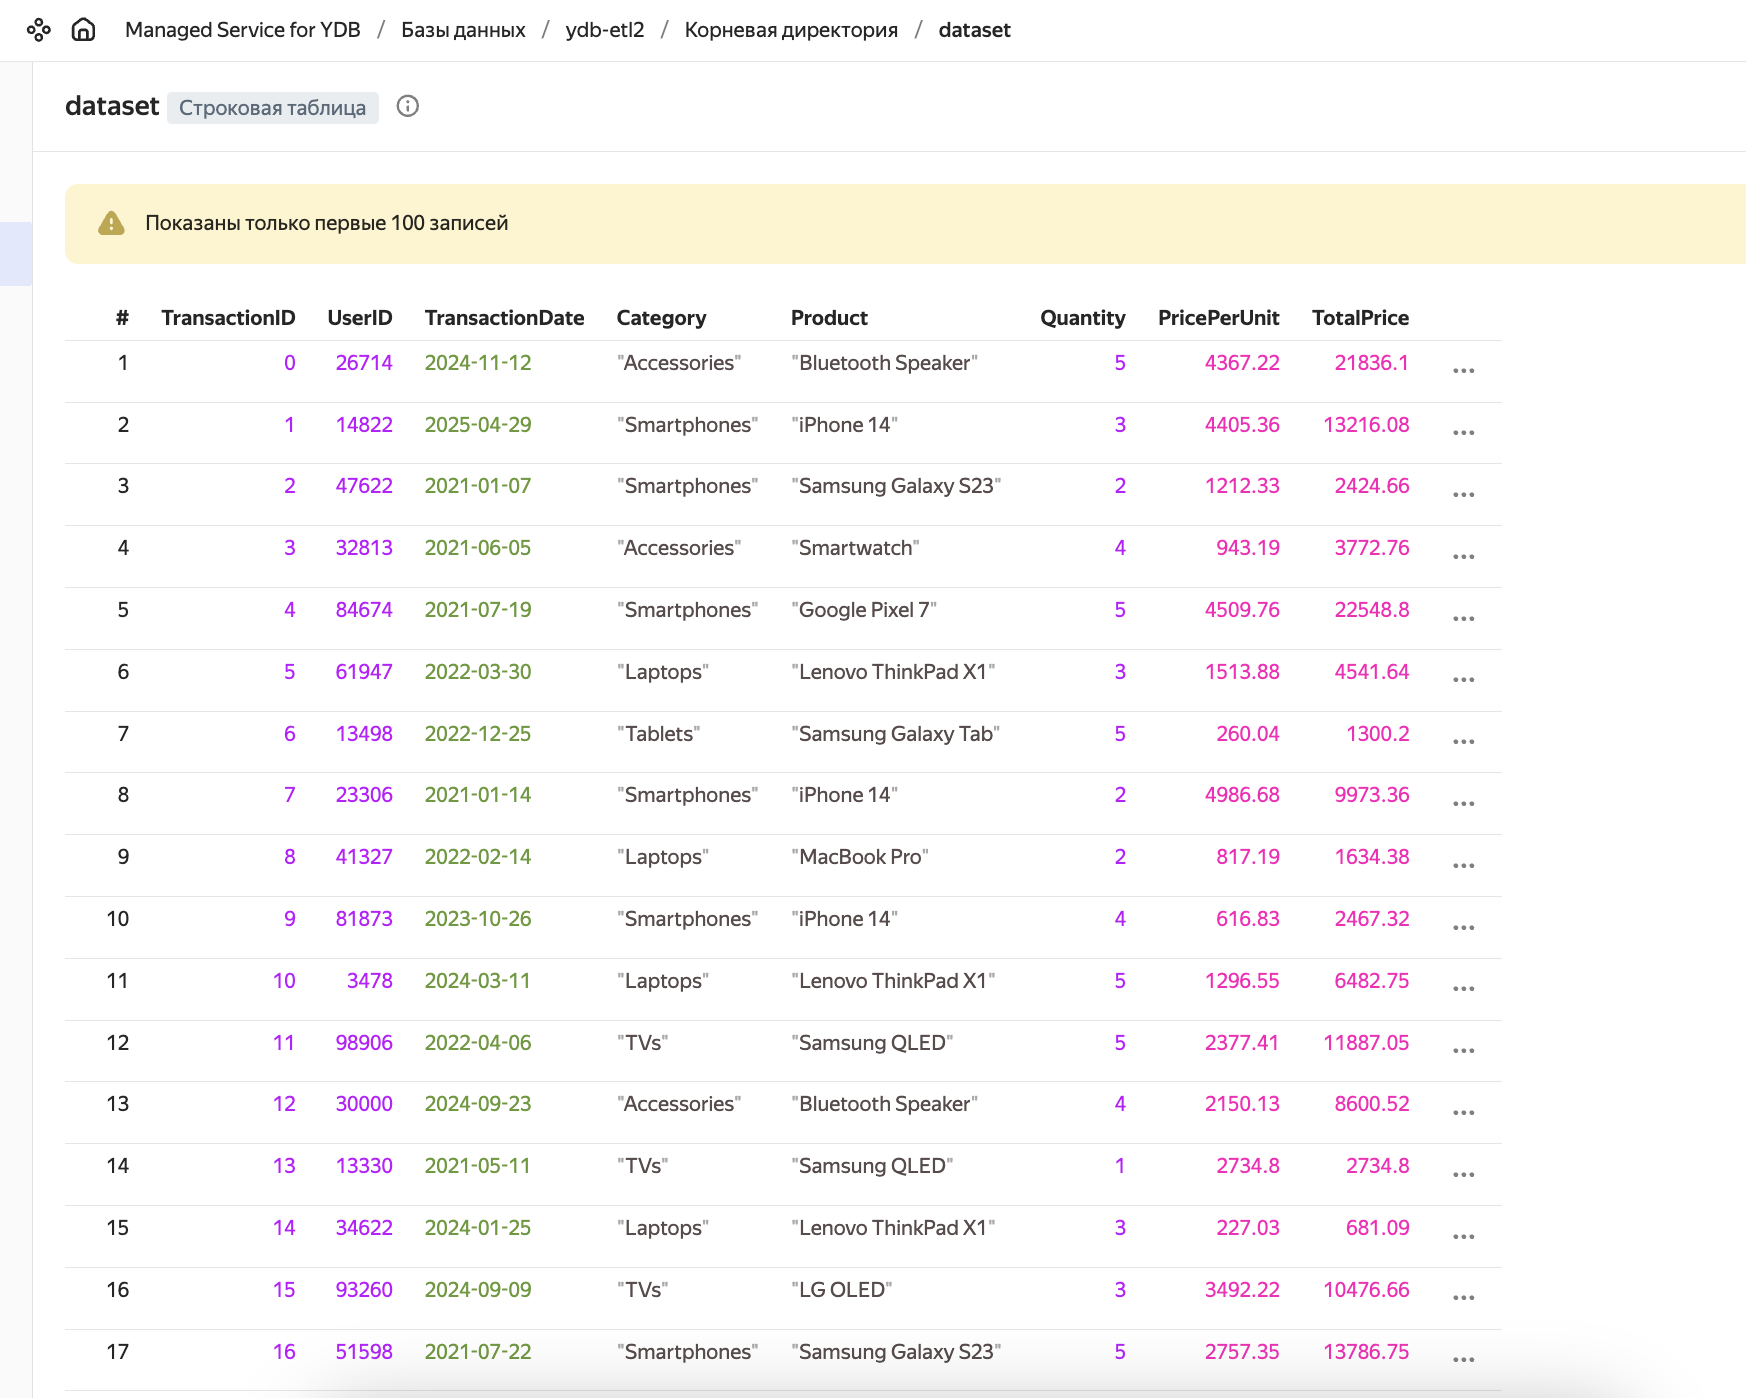 Managed Service for YDB / Базы данных / ydb-etl2 / Корневая директория / dataset
dataset Строковая таблица
Показаны только первые 100 записей
# TransactionID UserID TransactionDate Category Product Quantity PricePerUnit TotalPrice
1 0 26714 2024-11-12 "Accessories" "Bluetooth Speaker" 5 4367.22 21836.1 ...
2 1 14822 2025-04-29 "Smartphones" "iPhone 14" 3 4405.36 13216.08 ...
3 2 47622 2021-01-07 "Smartphones" "Samsung Galaxy S23" 2 1212.33 2424.66 ...
4 3 32813 2021-06-05 "Accessories" "Smartwatch" 4 943.19 3772.76 ...
5 4 84674 2021-07-19 "Smartphones" "Google Pixel 7" 5 4509.76 22548.8 ...
6 5 61947 2022-03-30 "Laptops" "Lenovo ThinkPad X1" 3 1513.88 4541.64 ...
7 6 13498 2022-12-25 "Tablets" "Samsung Galaxy Tab" 5 260.04 1300.2 ...
8 7 23306 2021-01-14 "Smartphones" "iPhone 14" 2 4986.68 9973.36 ...
9 8 41327 2022-02-14 "Laptops" "MacBook Pro" 2 817.19 1634.38 ...
10 9 81873 2023-10-26 "Smartphones" "iPhone 14" 4 616.83 2467.32 ...
11 10 3478 2024-03-11 "Laptops" "Lenovo ThinkPad X1" 5 1296.55 6482.75 ...
12 11 98906 2022-04-06 "TVs" "Samsung QLED" 5 2377.41 11887.05 ...
13 12 30000 2024-09-23 "Accessories" "Bluetooth Speaker" 4 2150.13 8600.52 ...
14 13 13330 2021-05-11 "TVs" "Samsung QLED" 1 2734.8 2734.8 ...
15 14 34622 2024-01-25 "Laptops" "Lenovo ThinkPad X1" 3 227.03 681.09 ...
16 15 93260 2024-09-09 "TVs" "LG OLED" 3 3492.22 10476.66 ...
17 16 51598 2021-07-22 "Smartphones" "Samsung Galaxy S23" 5 2757.35 13786.75 ...